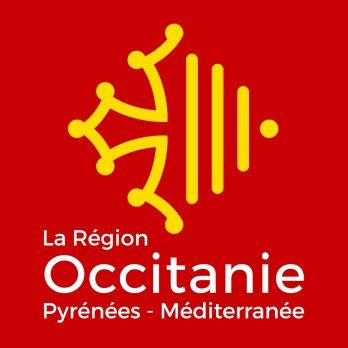 La Région
Occitanie
Pyrénées - Méditerranée